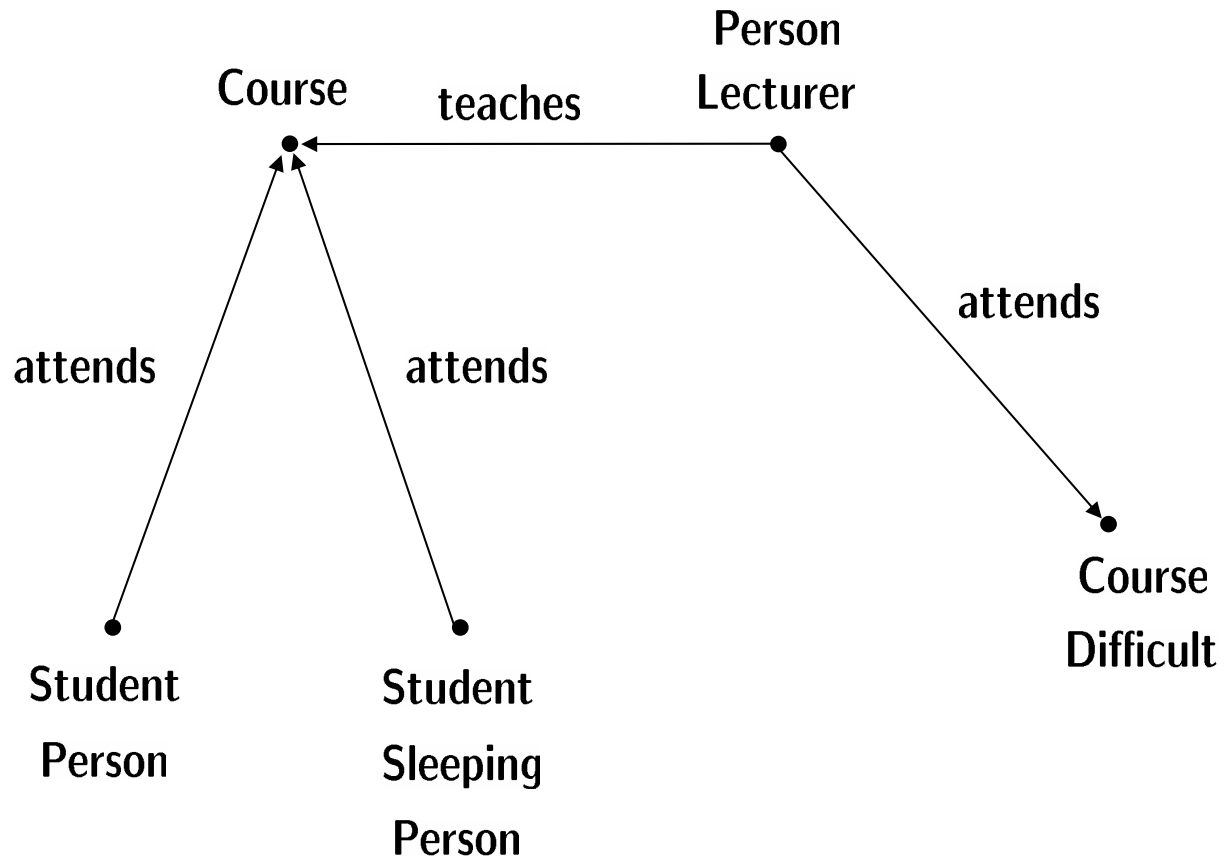 Person
Lecturer
Course
teaches
attends
attends
attends
Course
Difficult
Student
Person
Student
Sleeping
Person